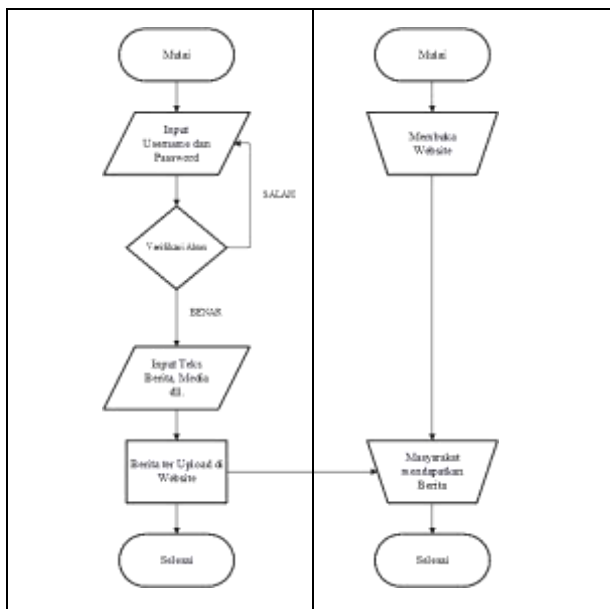 Mulai
Input
Username dan
Password
SALAH
Verifikasi Akun
BENAR
Input Teks
Berita, Media
dll.
Berita ter Upload di
Website
Selesai
Mulai
Membuka
Website
Masyarakat
mendapatkan
Berita
Selesai